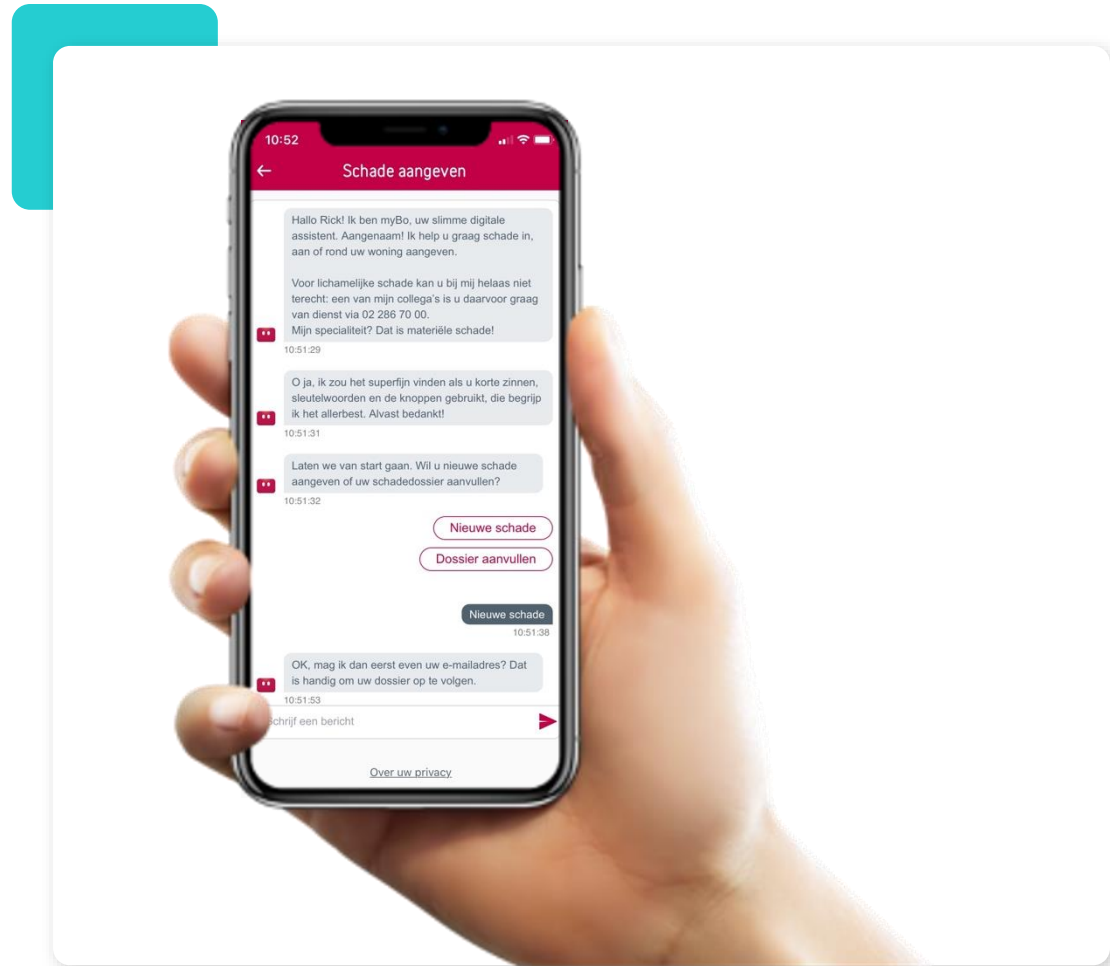 10:52
Schade aangeven
Hallo Rick! Ik ben myBo, uw slimme digitale
assistent. Aangenaam! Ik help u graag schade in,
aan of rond uw woning aangeven.
Voor lichamelijke schade kan u bij mij helaas niet
terecht: een van mijn collega's is u daarvoor graag
van dienst via 02 286 70 00.
Mijn specialiteit? Dat is materiële schade!
10:51:29
O ja, ik zou het superfijn vinden als u korte zinnen,
sleutelwoorden en de knoppen gebruikt, die begrijp
ik het allerbest. Alvast bedankt!
10:51:31
Laten we van start gaan. Wil u nieuwe schade
aangeven of uw schadedossier aanvullen?
10:51:32
Nieuwe schade
Dossier aanvullen
Nieuwe schade
10:51:38
OK, mag ik dan eerst even uw e-mailadres? Dat
is handig om uw dossier op te volgen.
10:51:53
chrijf een bericht
Over uw privacy